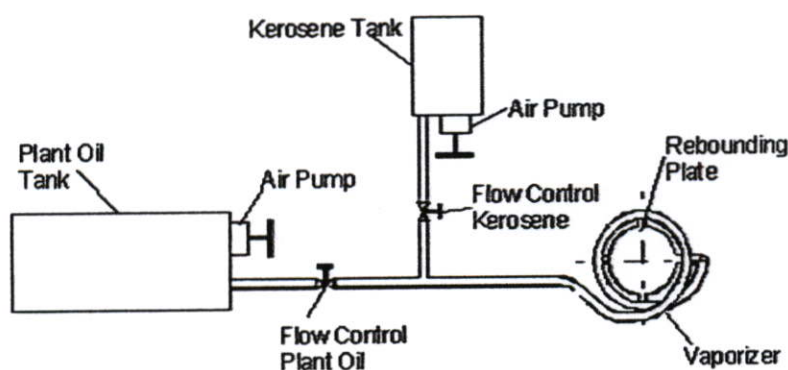 Kerosene Tank
Air Pump
Plant Oil
Tank
Air Pump
Flow Control
Kerosene
Rebounding
Plate
Flow Control
Plant Oil
Vaporizer